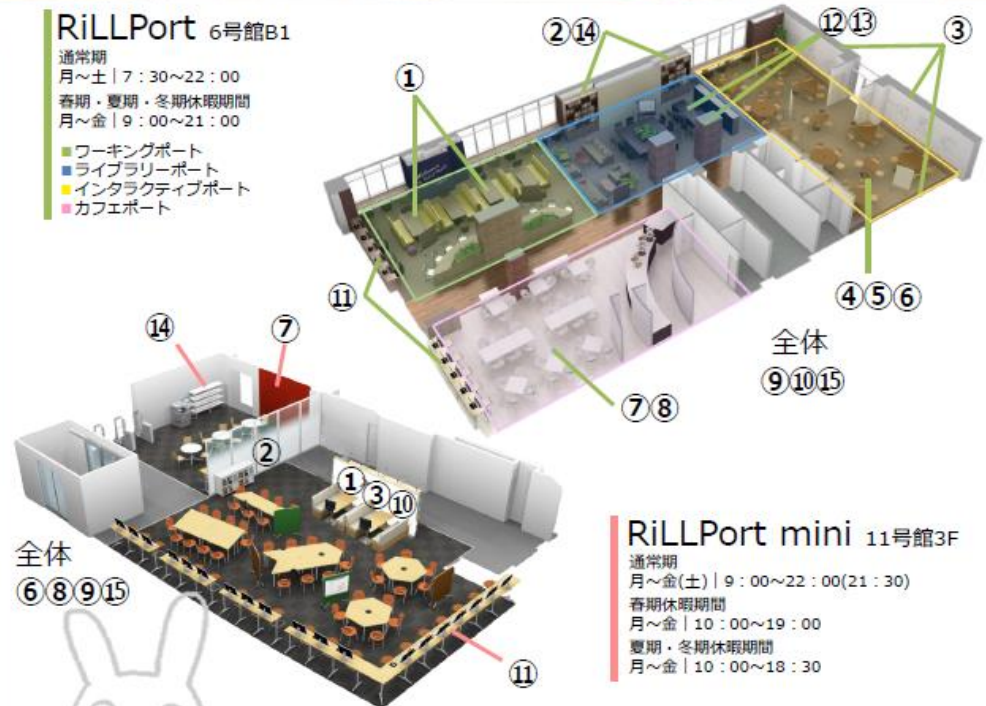 RiLLPort 6号館B1
通常期
月～土｜7：30～22：00
春期・夏期・冬期休暇期間
月～金｜9：00～21：00
■ワーキングポート
■ライブラリーポート
■インタラクティブポート
■カフェポート
①
②⑭
⑫⑬
③
⑪
④⑤⑥
全体
⑨⑩⑮
⑦⑧
⑭
⑦
②
①
③
⑩
全体
⑥⑧⑨⑮
⑪
RiLLPort mini 11号館3F
通常期
月～金(土)｜9：00～22：00(21：30)
春期休暇期間
月～金｜10：00～19：00
夏期・冬期休暇期間
月～金｜10：00～18：30